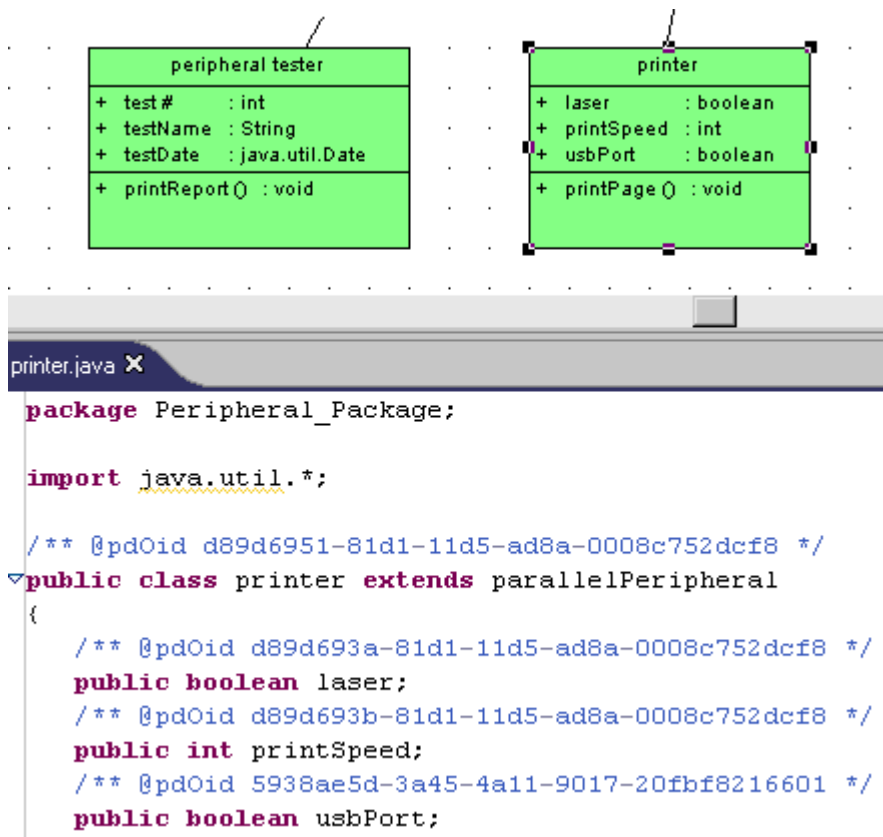 peripheral tester
+ test# : int
+ testName : String
+ testDate : java.util.Date
+ printReport () : void
printer
+ laser : boolean
+ printSpeed : int
+ usbPort : boolean
+ printPage () : void
printer.java
package Peripheral_Package;
import java.util.*;
/** @pdOid d89d6951-81d1-11d5-ad8a-0008c752dcf8 */
public class printer extends parallelPeripheral
{
/** @pdOid d89d693a-81d1-11d5-ad8a-0008c752dcf8 */
public boolean laser;
/** @pdOid d89d693b-81d1-11d5-ad8a-0008c752dcf8 */
public int printSpeed;
/** @pdOid 5938ae5d-3a45-4a11-9017-20fbf8216601 */
public boolean usbPort;